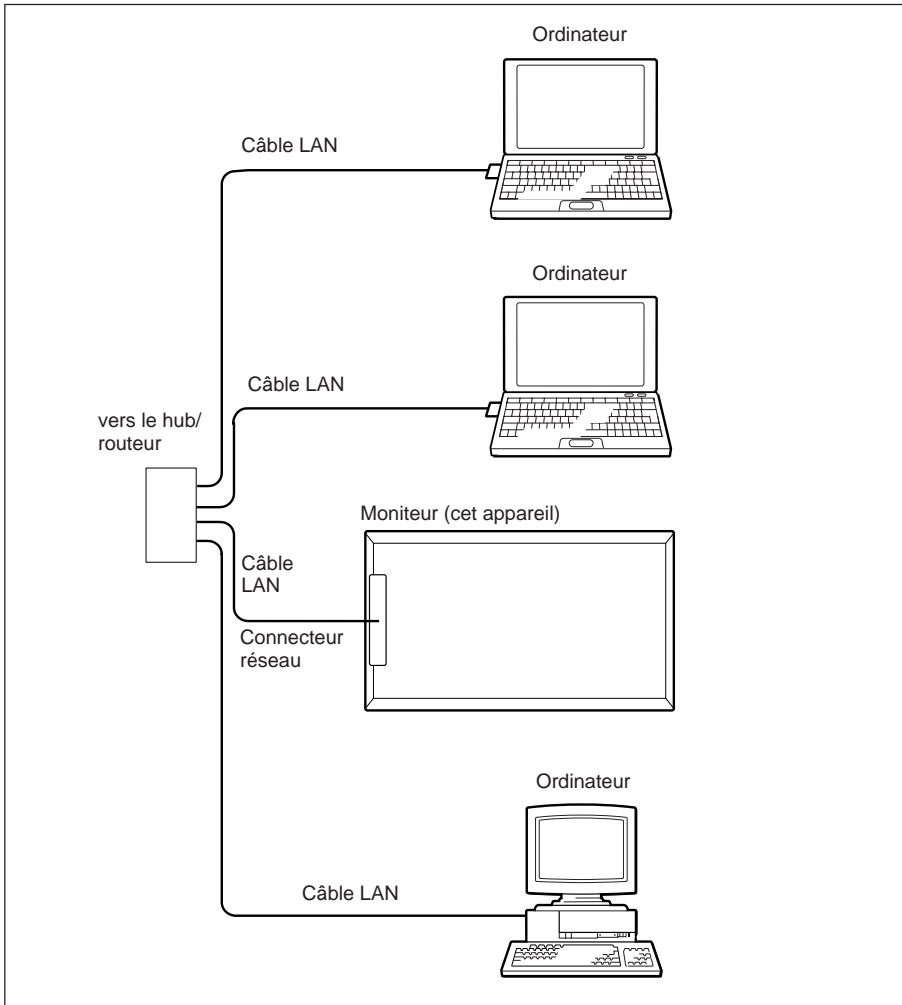 Ordinateur
Câble LAN
Ordinateur
Câble LAN
vers le hub/
routeur
Moniteur (cet appareil)
Câble
LAN
Connecteur
réseau
Ordinateur
Câble LAN